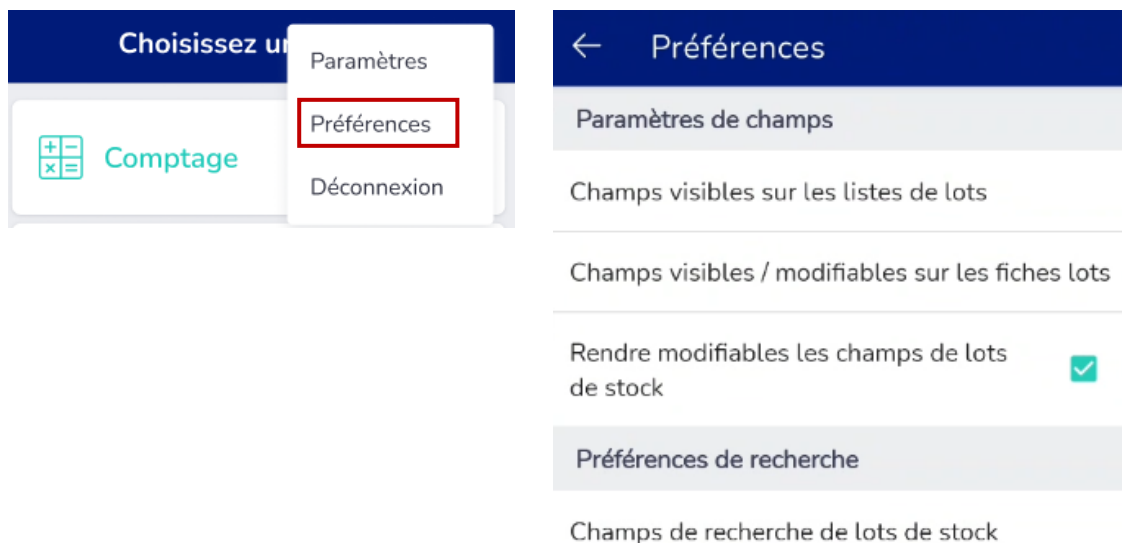 Choisissez un
Paramètres
Préférences
Déconnexion
Comptage
Préférences
Paramètres de champs
Champs visibles sur les listes de lots
Champs visibles / modifiables sur les fiches lots
Rendre modifiables les champs de lots
de stock
Préférences de recherche
Champs de recherche de lots de stock